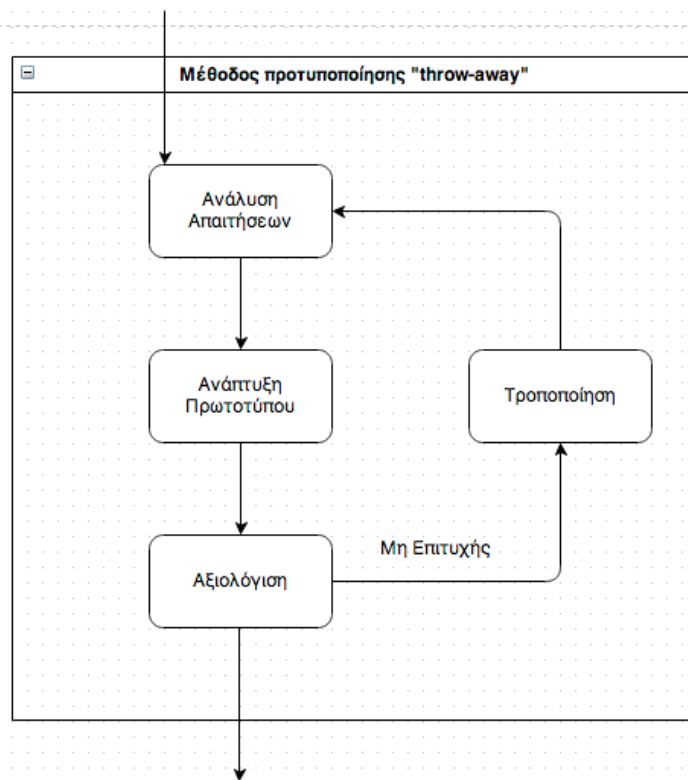 Μέθοδος προτυποποίησης "throw-away"
Ανάλυση
Απαιτήσεων
Ανάπτυξη
Πρωτοτύπου
Τροποποίηση
Μη Επιτυχής
Αξιολόγιση